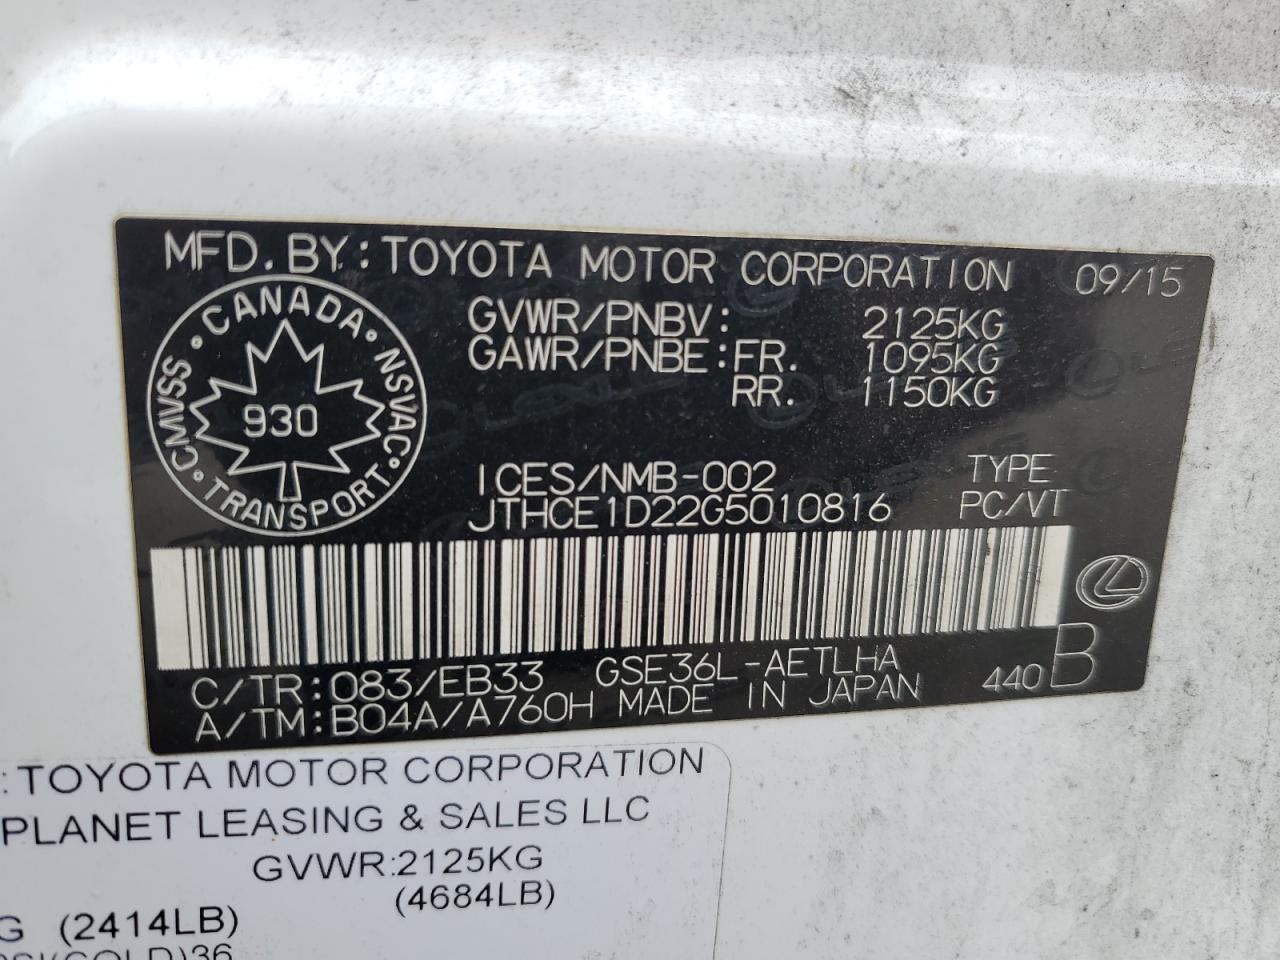 MFD. BY: TOYOTA MOTOR CORPORATION 09/15
GVWR/PNBV: 2125KG
GAWR/PNBE: FR. 1095KG
RR. 1150KG
CANADA
CMVSS
NSVAC
930
TRANSPORT
ICES/NMB-002 TYPE
JTHCE1D22G5010816 PC/VT
C/TR: 083/EB33 GSE36L-AETLHA
A/TM: B04A/A760H MADE IN JAPAN 440 B
: TOYOTA MOTOR CORPORATION
PLANET LEASING & SALES LLC
GVWR:2125KG
(4684LB)
G (2414LB)
(COLD)36